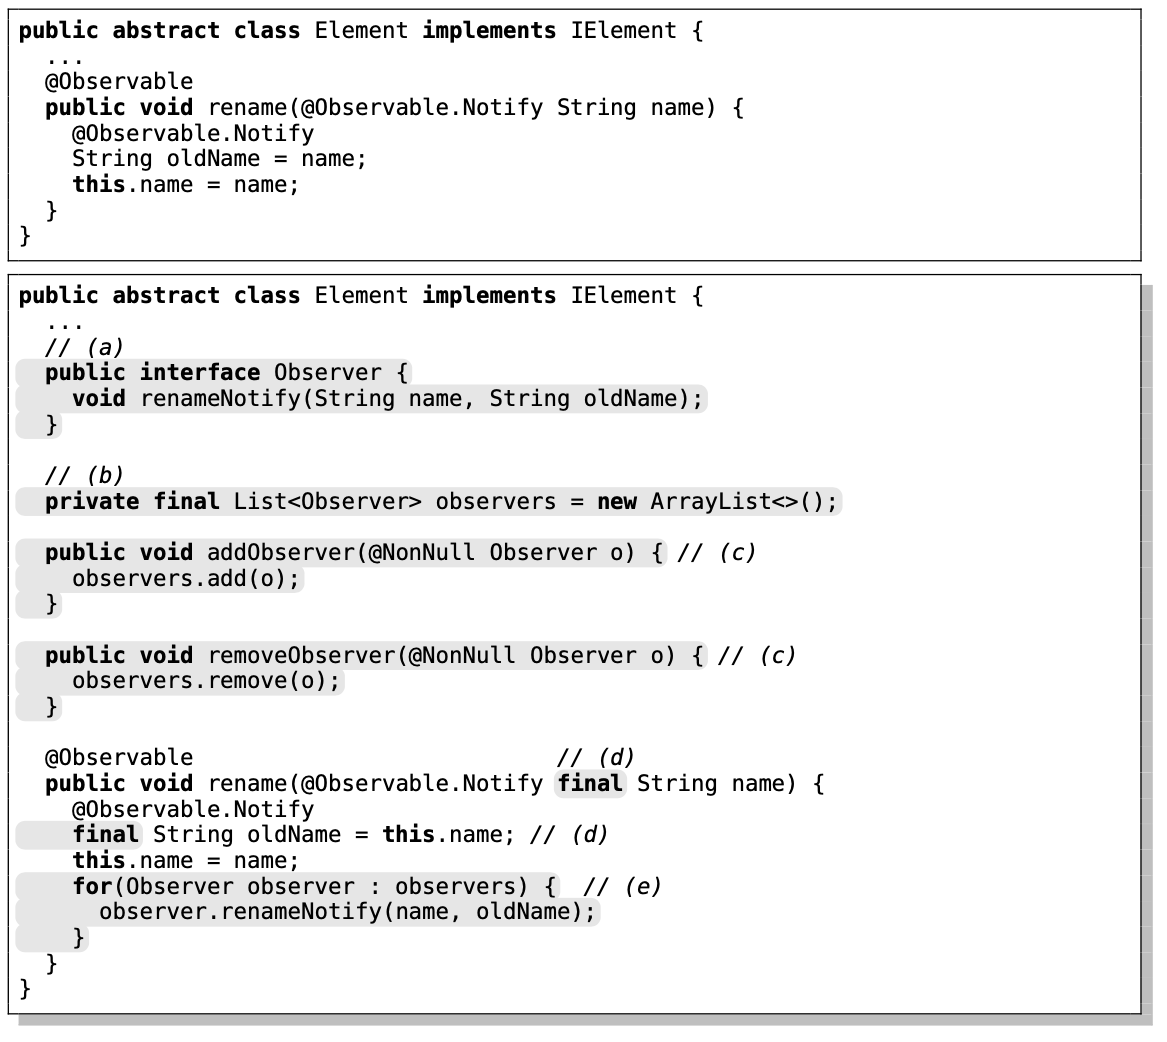 public abstract class Element implements IElement {
  ...
  @Observable
  public void rename(@Observable.Notify String name) {
    @Observable.Notify
    String oldName = name;
    this.name = name;
  }
}
public abstract class Element implements IElement {
  ...
  // (a)
  public interface Observer {
    void renameNotify(String name, String oldName);
  }
  // (b)
  private final List<Observer> observers = new ArrayList<>();
  public void addObserver(@NonNull Observer o) { // (c)
    observers.add(o);
  }
  public void removeObserver(@NonNull Observer o) { // (c)
    observers.remove(o);
  }
  @Observable                           // (d)
  public void rename(@Observable.Notify final String name) {
    @Observable.Notify
    final String oldName = this.name; // (d)
    this.name = name;
    for(Observer observer : observers) {  // (e)
      observer.renameNotify(name, oldName);
    }
  }
}